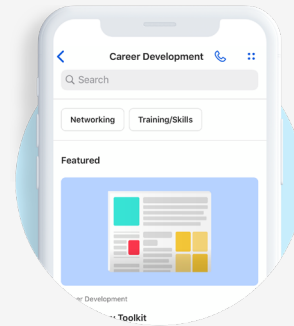 Career Development
Search
Networking Training/Skills
Featured
Development
Toolkit